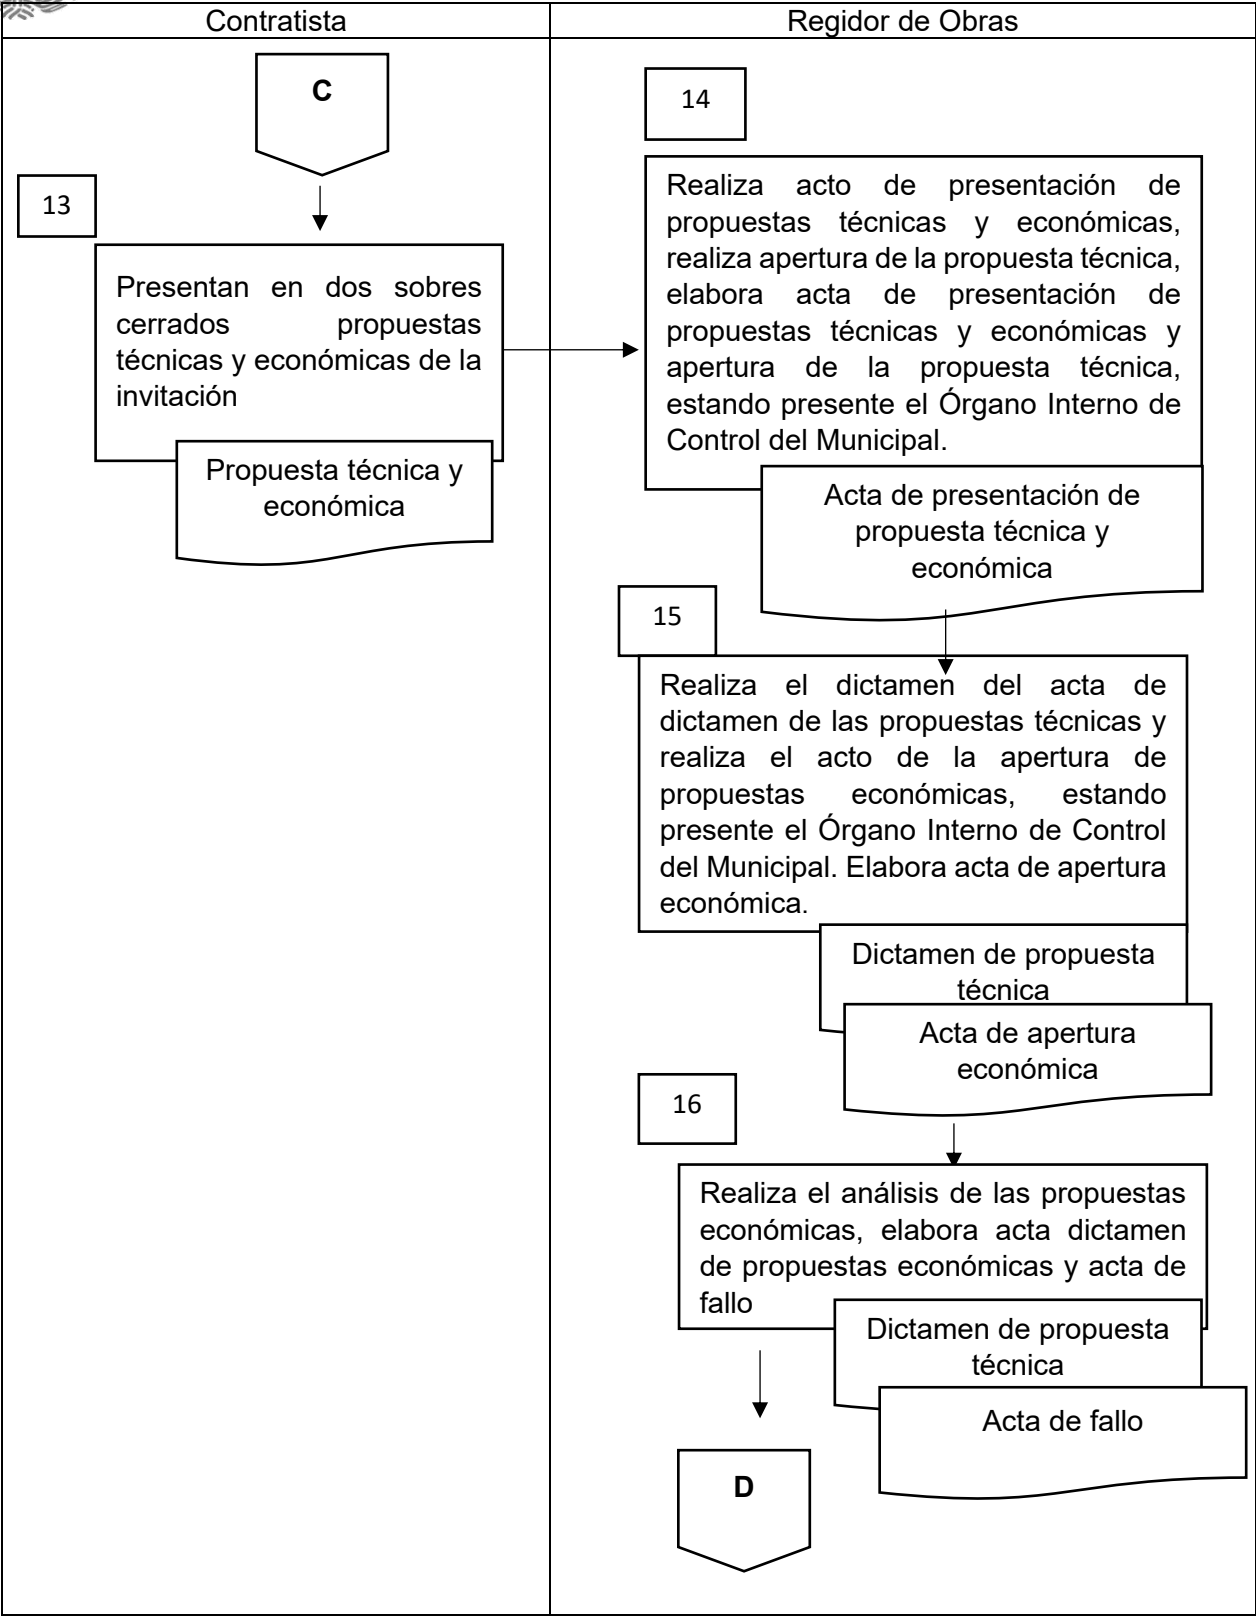 Contratista
Regidor de Obras
C
13
Presentan en dos sobres
cerrados propuestas
técnicas y económicas de la
invitación
Propuesta técnica y
económica
14
Realiza acto de presentación de
propuestas técnicas y económicas,
realiza apertura de la propuesta técnica,
elabora acta de presentación de
propuestas técnicas y económicas y
apertura de la propuesta técnica,
estando presente el Órgano Interno de
Control del Municipal.
Acta de presentación de
propuesta técnica y
económica
15
Realiza el dictamen del acta de
dictamen de las propuestas técnicas y
realiza el acto de la apertura de
propuestas económicas, estando
presente el Órgano Interno de Control
del Municipal. Elabora acta de apertura
económica.
Dictamen de propuesta
técnica
Acta de apertura
económica
16
Realiza el análisis de las propuestas
económicas, elabora acta dictamen
de propuestas económicas y acta de
fallo
Dictamen de propuesta
técnica
Acta de fallo
D